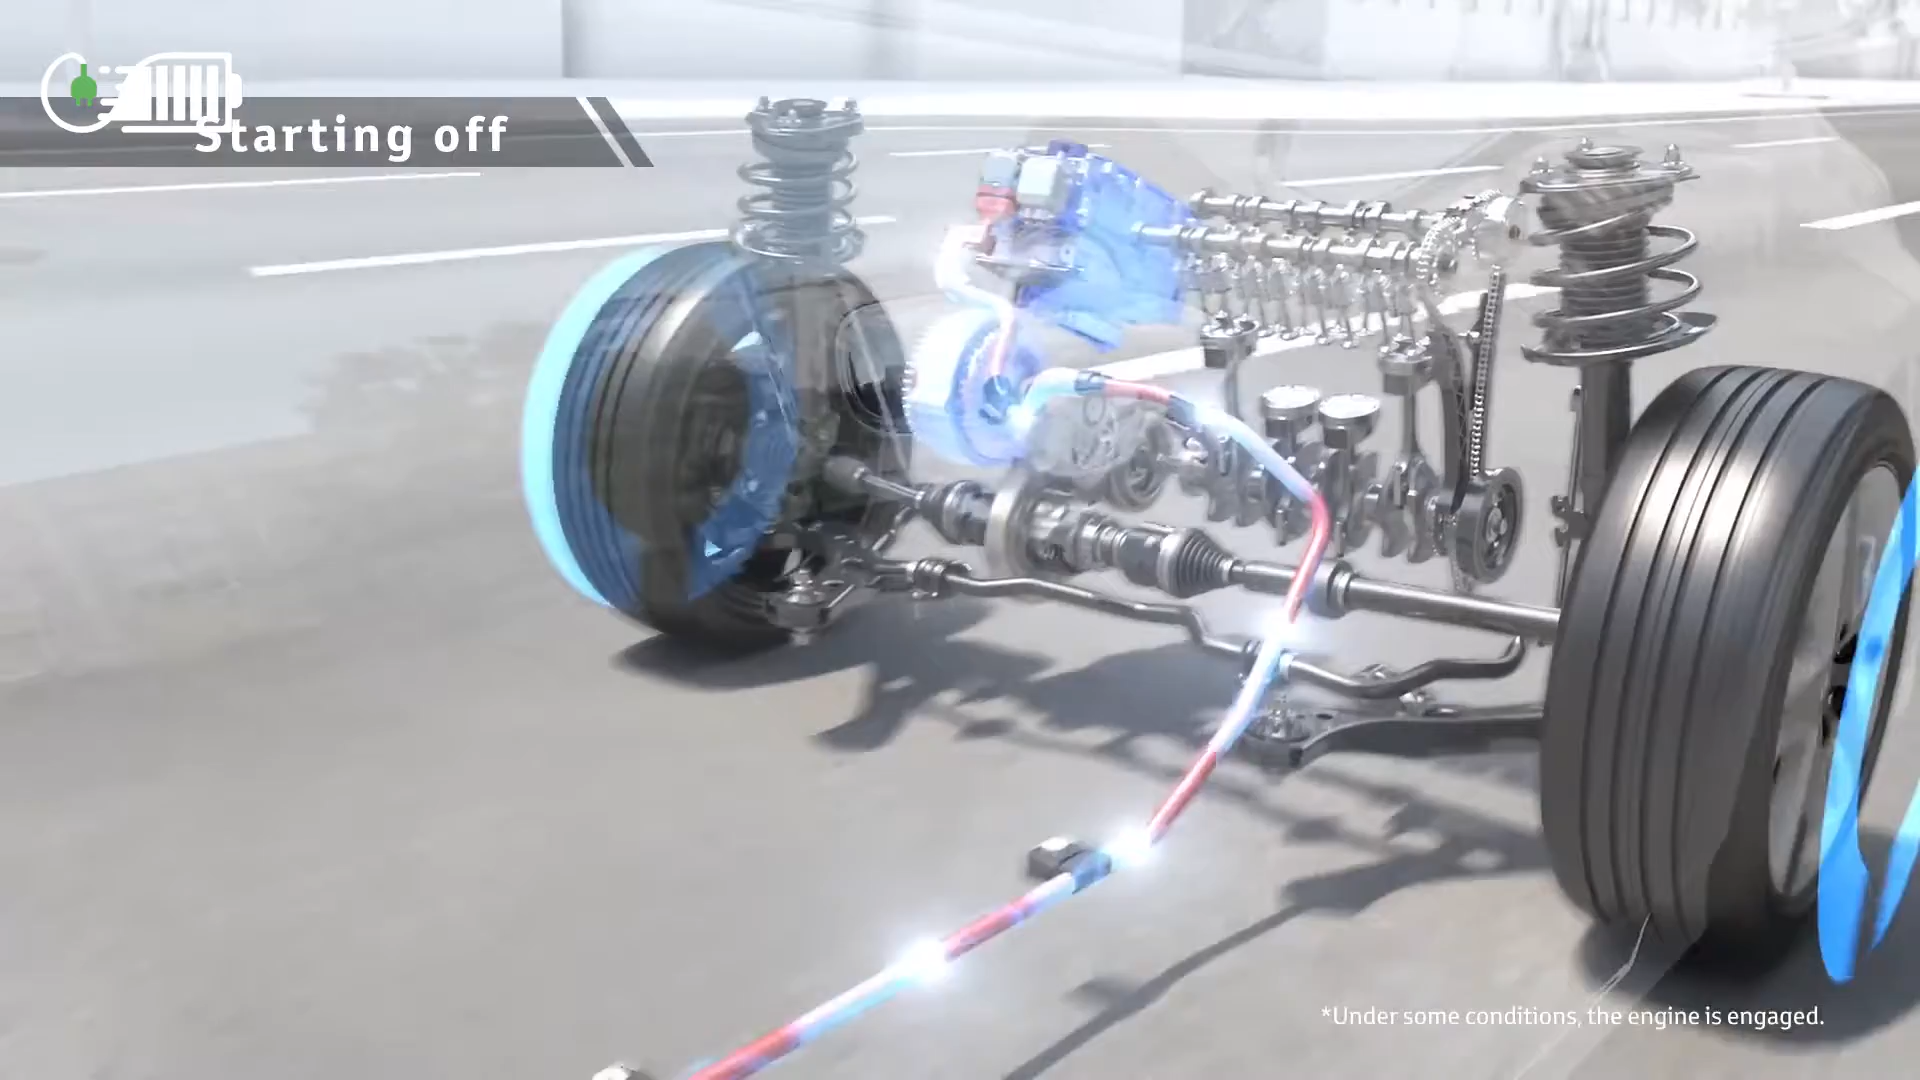 Starting off
*Under some conditions, the engine is engaged.